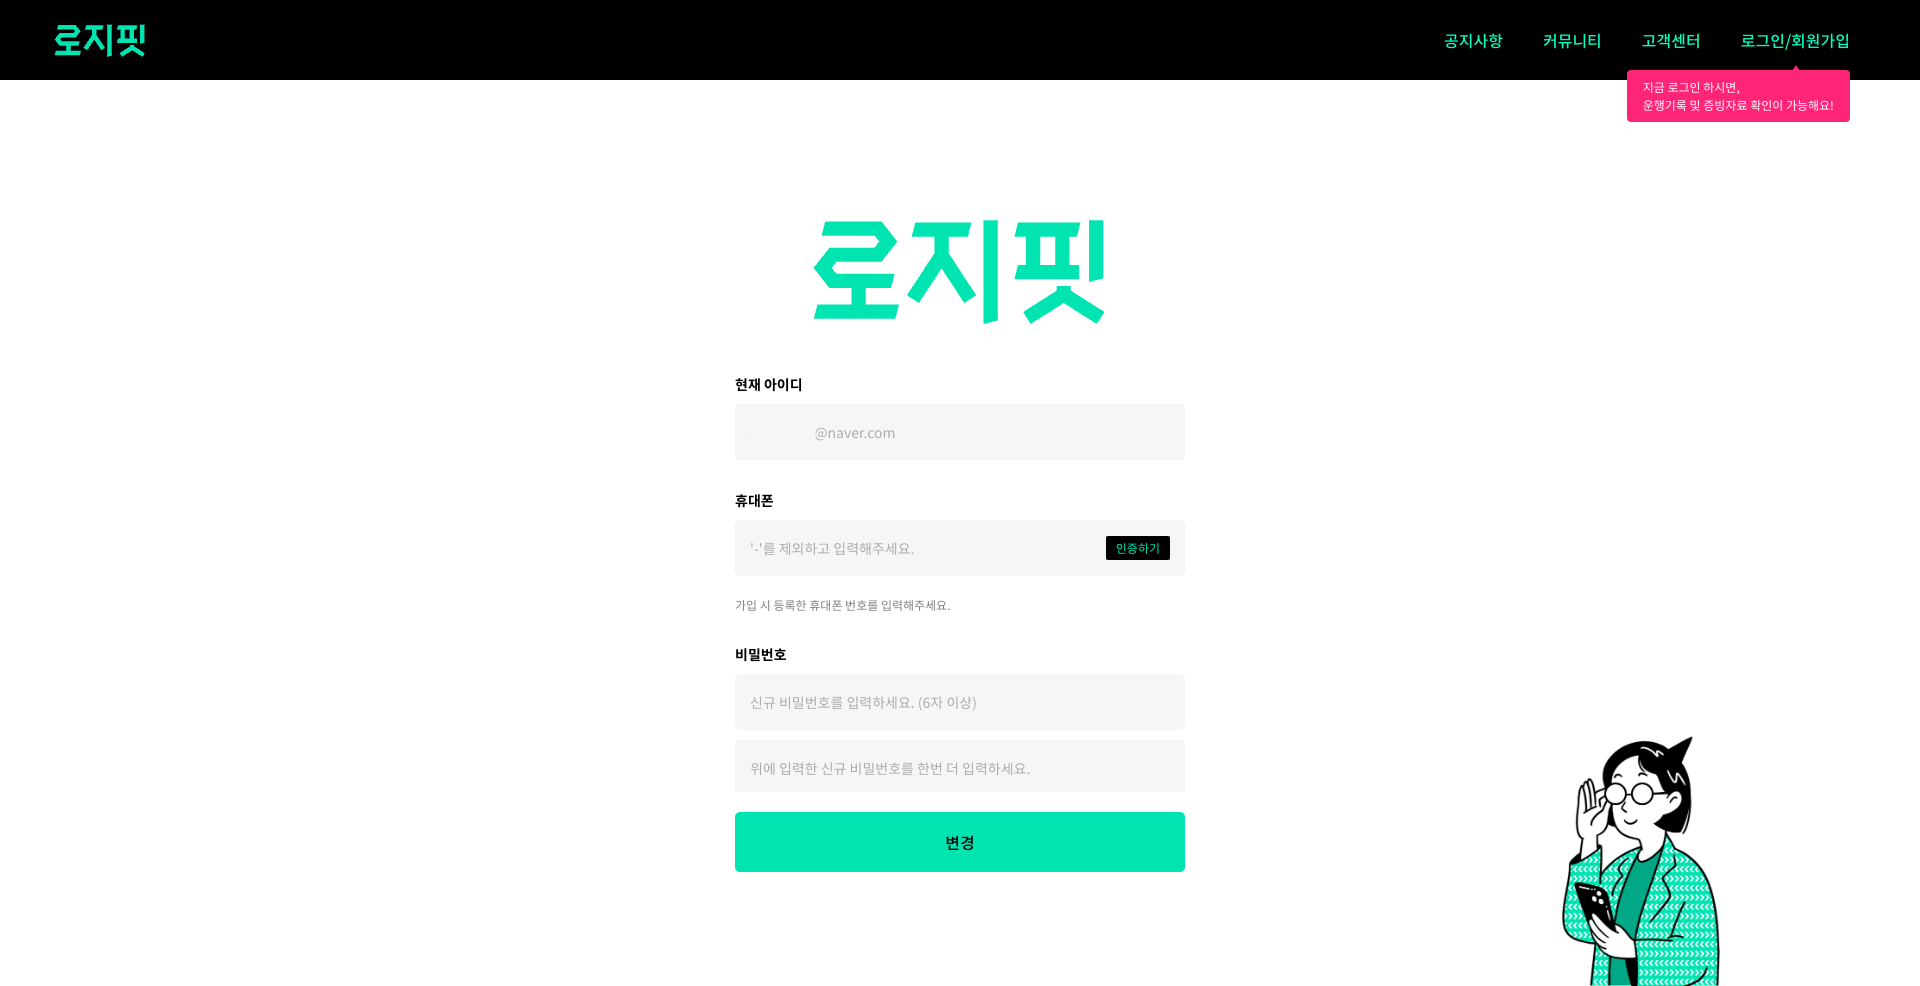 로지핏
공지사항 커뮤니티 고객센터 로그인/회원가입
지금 로그인 하시면,
운행기록 및 증빙자료 확인이 가능해요!
로지핏
현재 아이디
@naver.com
휴대폰
'-'를 제외하고 입력해주세요. 인증하기
가입 시 등록한 휴대폰 번호를 입력해주세요.
비밀번호
신규 비밀번호를 입력하세요. (6자 이상)
위에 입력한 신규 비밀번호를 한번 더 입력하세요.
변경